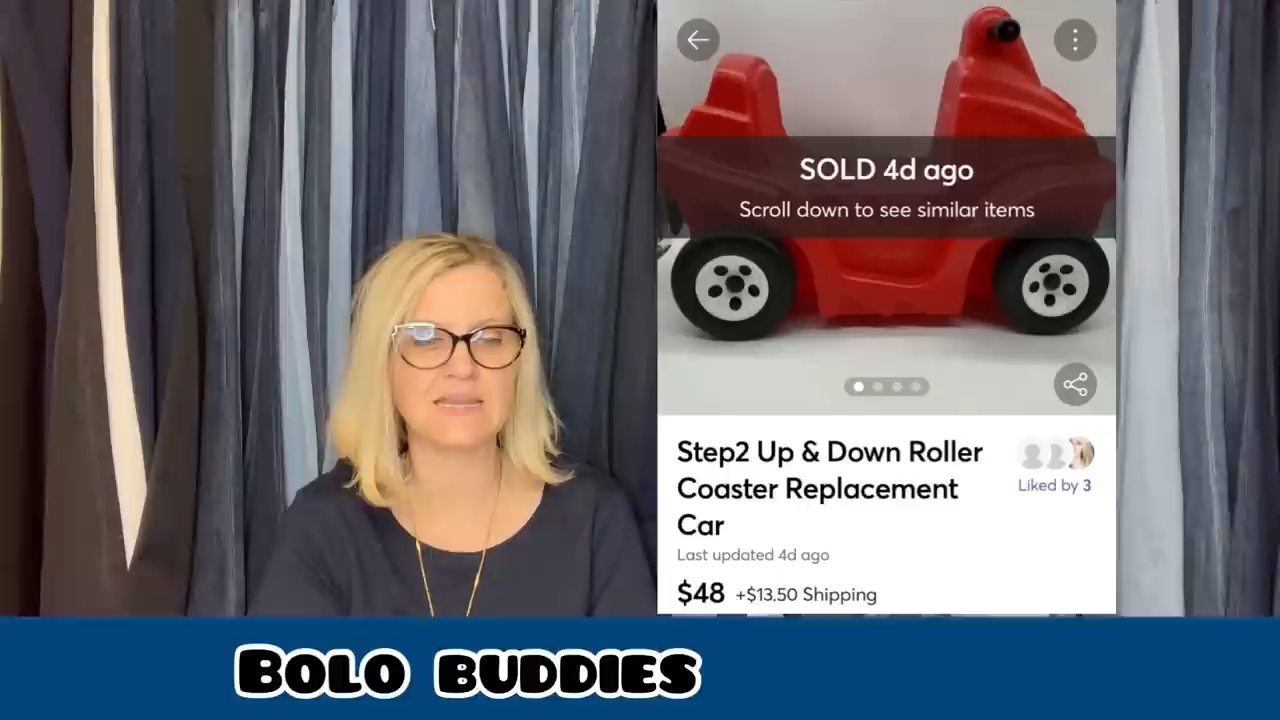 SOLD 4d ago
Scroll down to see similar items
Step2 Up & Down Roller
Coaster Replacement
Car
Liked by 3
Last updated 4d ago
$48 +$13.50 Shipping
BOLO BUDDIES